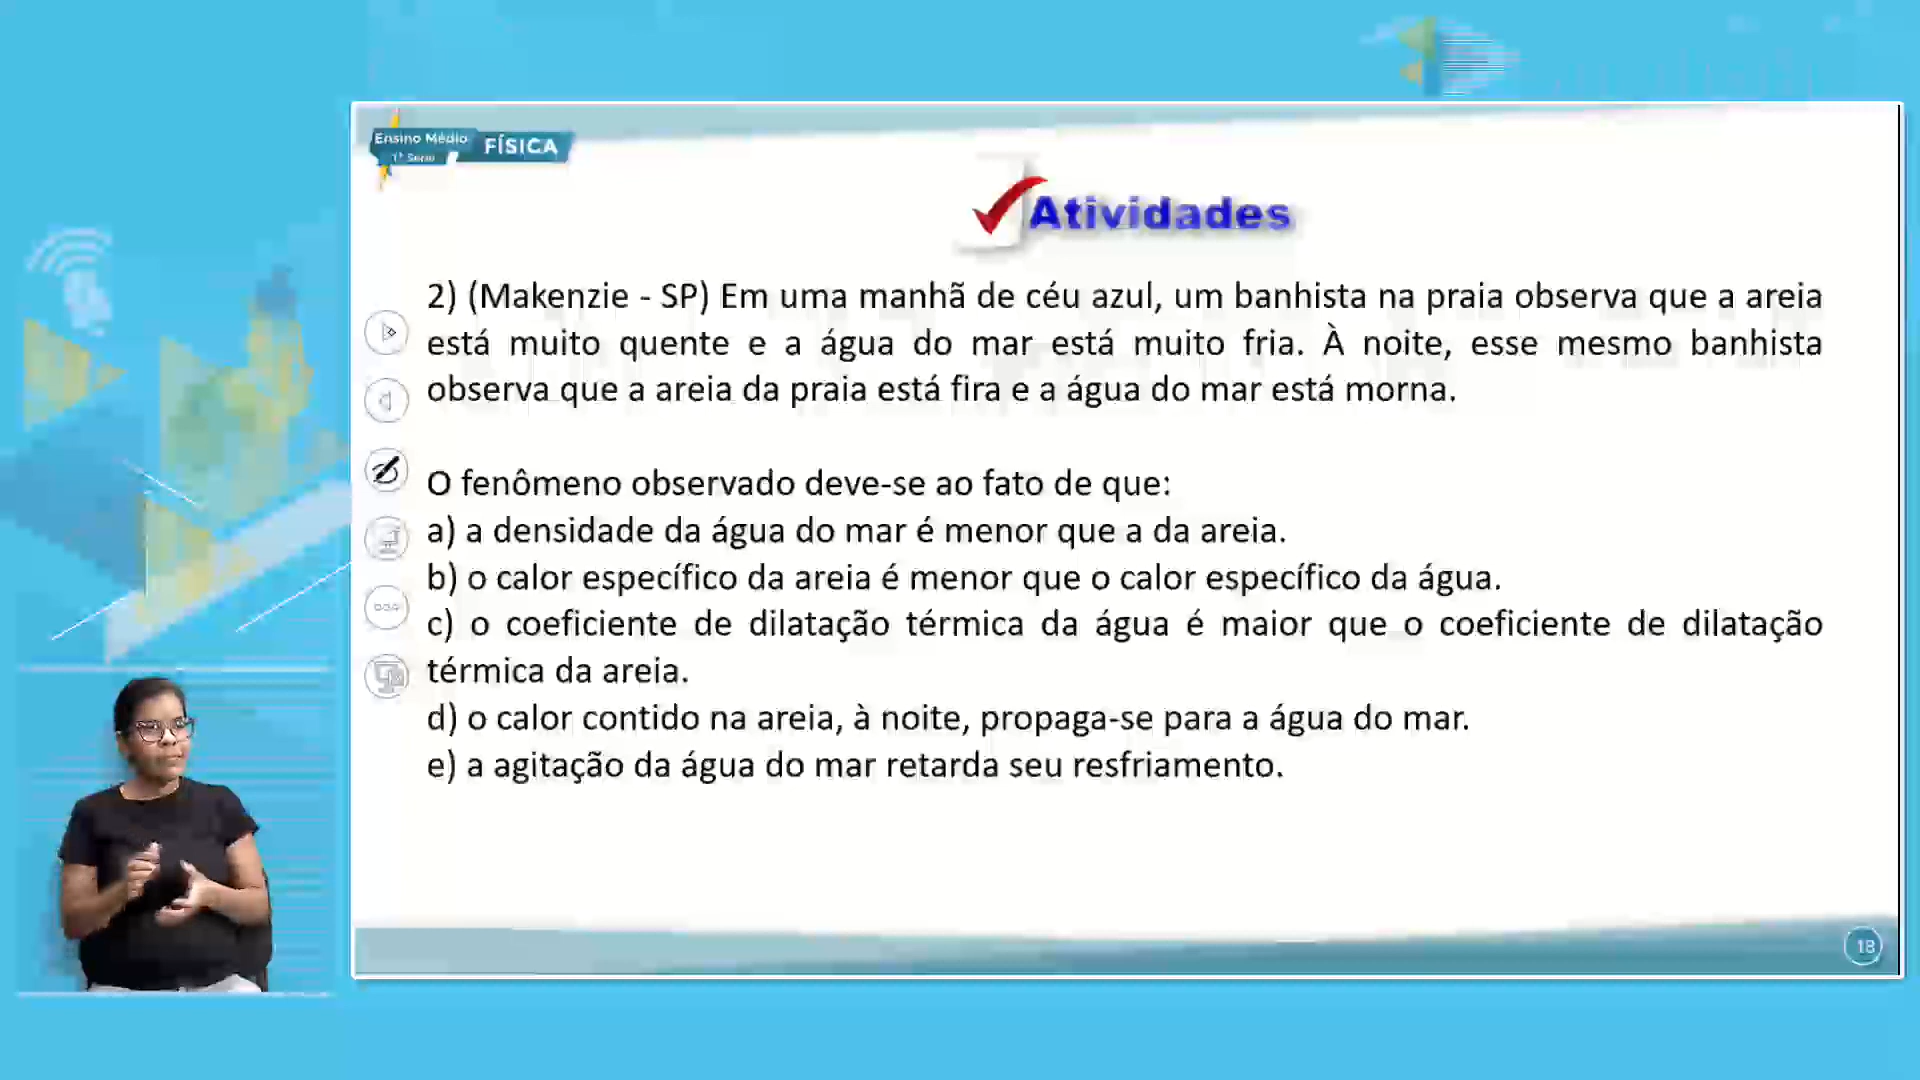 Ensino Médio
1ª Série
FÍSICA
Atividades
2) (Makenzie - SP) Em uma manhã de céu azul, um banhista na praia observa que a areia
está muito quente e a água do mar está muito fria. À noite, esse mesmo banhista
observa que a areia da praia está fira e a água do mar está morna.
O fenômeno observado deve-se ao fato de que:
a) a densidade da água do mar é menor que a da areia.
b) o calor específico da areia é menor que o calor específico da água.
c) o coeficiente de dilatação térmica da água é maior que o coeficiente de dilatação
térmica da areia.
d) o calor contido na areia, à noite, propaga-se para a água do mar.
e) a agitação da água do mar retarda seu resfriamento.
18